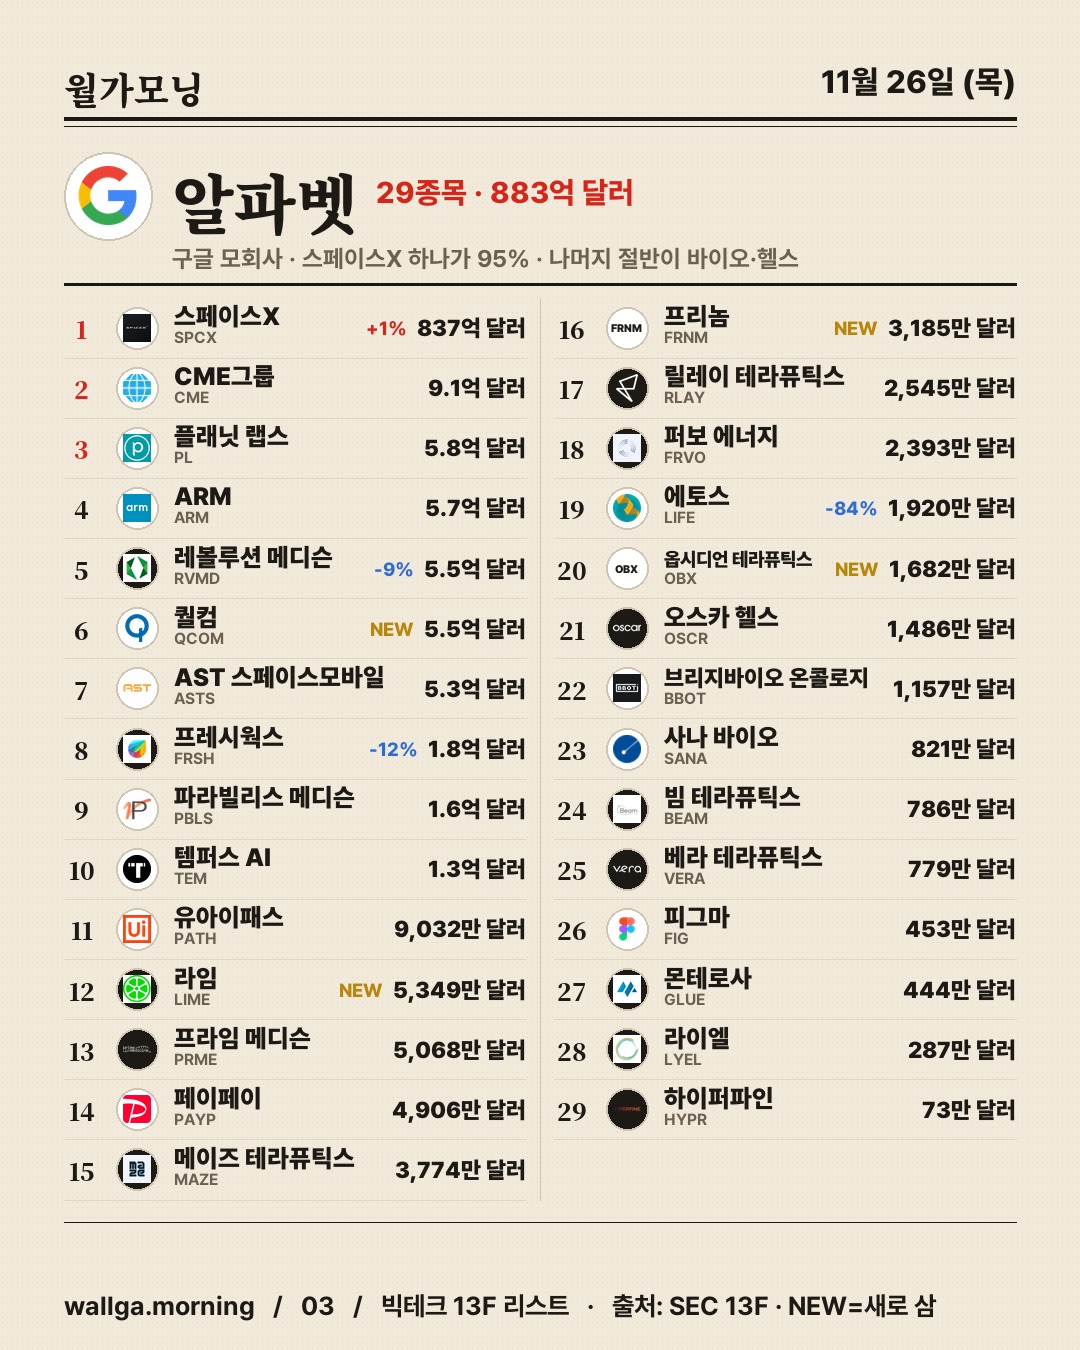 월가모닝
11월 26일 (목)
알파벳 29종목 · 883억 달러
구글 모회사 · 스페이스X 하나가 95% · 나머지 절반이 바이오·헬스
1 스페이스X +1% 837억 달러
SPCX
2 CME그룹 9.1억 달러
CME
3 플래닛 랩스 5.8억 달러
PL
4 arm ARM 5.7억 달러
ARM
5 레볼루션 메디슨 -9% 5.5억 달러
RVMD
6 퀄컴 NEW 5.5억 달러
QCOM
7 AST AST 스페이스모바일 5.3억 달러
ASTS
8 프레시웍스 -12% 1.8억 달러
FRSH
9 파라빌리스 메디슨 1.6억 달러
PBLS
10 템퍼스 AI 1.3억 달러
TEM
11 Ui 유아이패스 9,032만 달러
PATH
12 라임 NEW 5,349만 달러
LIME
13 프라임 메디슨 5,068만 달러
PRME
14 페이페이 4,906만 달러
PAYP
15 maze 메이즈 테라퓨틱스 3,774만 달러
MAZE
16 FRNM 프리놈 NEW 3,185만 달러
FRNM
17 릴레이 테라퓨틱스 2,545만 달러
RLAY
18 퍼보 에너지 2,393만 달러
FRVO
19 에토스 -84% 1,920만 달러
LIFE
20 OBX 옵시디언 테라퓨틱스 NEW 1,682만 달러
OBX
21 oscar 오스카 헬스 1,486만 달러
OSCR
22 BBOT 브리지바이오 온콜로지 1,157만 달러
BBOT
23 사나 바이오 821만 달러
SANA
24 Beam 빔 테라퓨틱스 786만 달러
BEAM
25 vera 베라 테라퓨틱스 779만 달러
VERA
26 피그마 453만 달러
FIG
27 몬테로사 444만 달러
GLUE
28 라이엘 287만 달러
LYEL
29 하이퍼파인 73만 달러
HYPR
wallga.morning / 03 / 빅테크 13F 리스트 · 출처: SEC 13F · NEW=새로 삼